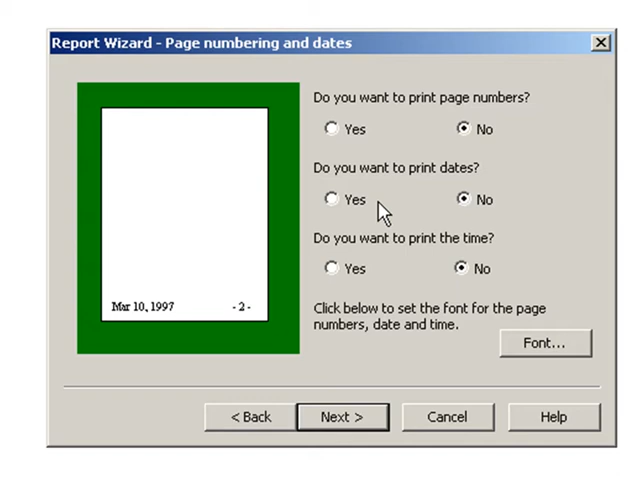 Report Wizard - Page numbering and dates
Do you want to print page numbers?
Yes No
Do you want to print dates?
Yes No
Do you want to print the time?
Yes No
Mar 10, 1997 - 2 -
Click below to set the font for the page
numbers, date and time.
Font...
< Back Next > Cancel Help